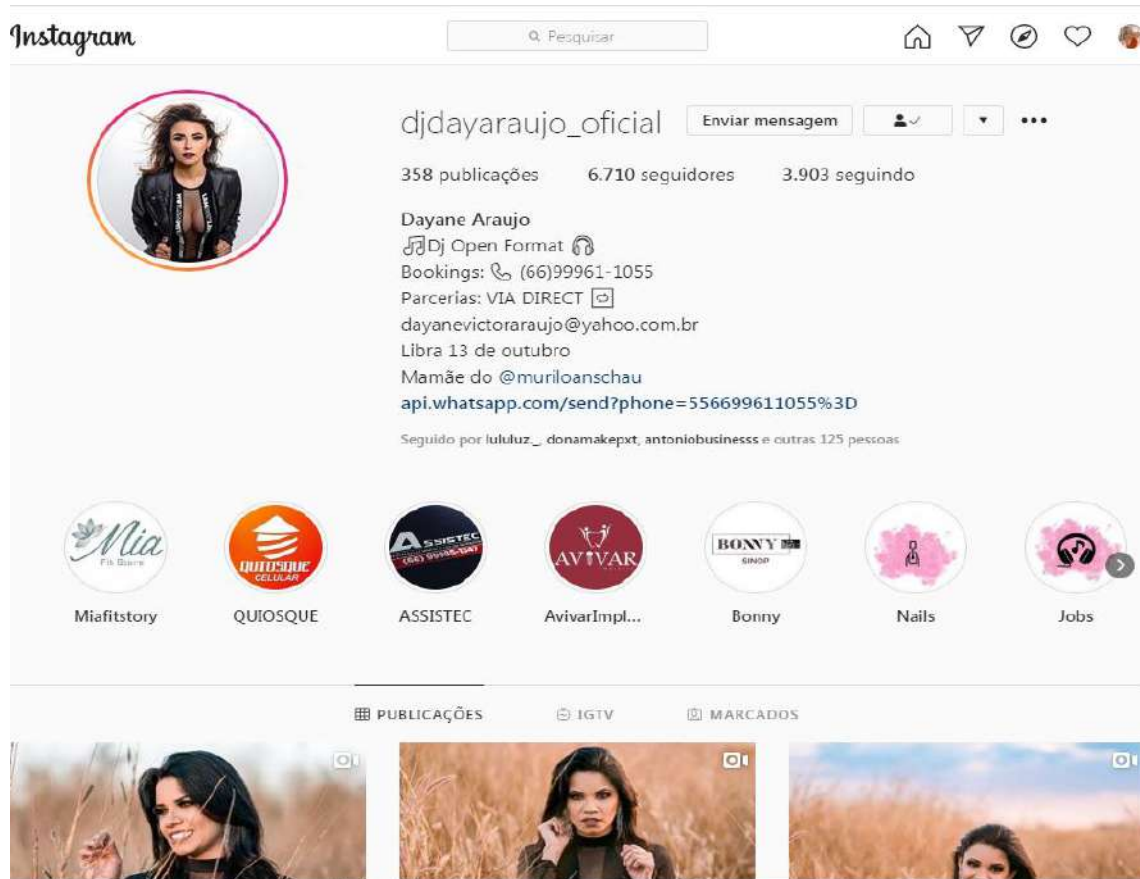 Instagram
Pesquisar
djdayaraujo_oficial Enviar mensagem
358 publicações 6.710 seguidores 3.903 seguindo
Dayane Araujo
Dj Open Format
Bookings: (66)99961-1055
Parcerias: VIA DIRECT
dayanevictoraraujo@yahoo.com.br
Libra 13 de outubro
Mamãe do @muriloanschau
api.whatsapp.com/send?phone=556699611055%3D
Seguido por lululuz_, donamakepxt, antoniobusinesss e outras 125 pessoas
Mia
QUIOSQUE
CELULAR
ASSISTEC
AVIVAR
BONNY
SINOP
Miafitstory QUIOSQUE ASSISTEC AvivarImpl... Bonny Nails Jobs
PUBLICAÇÕES IGTV MARCADOS